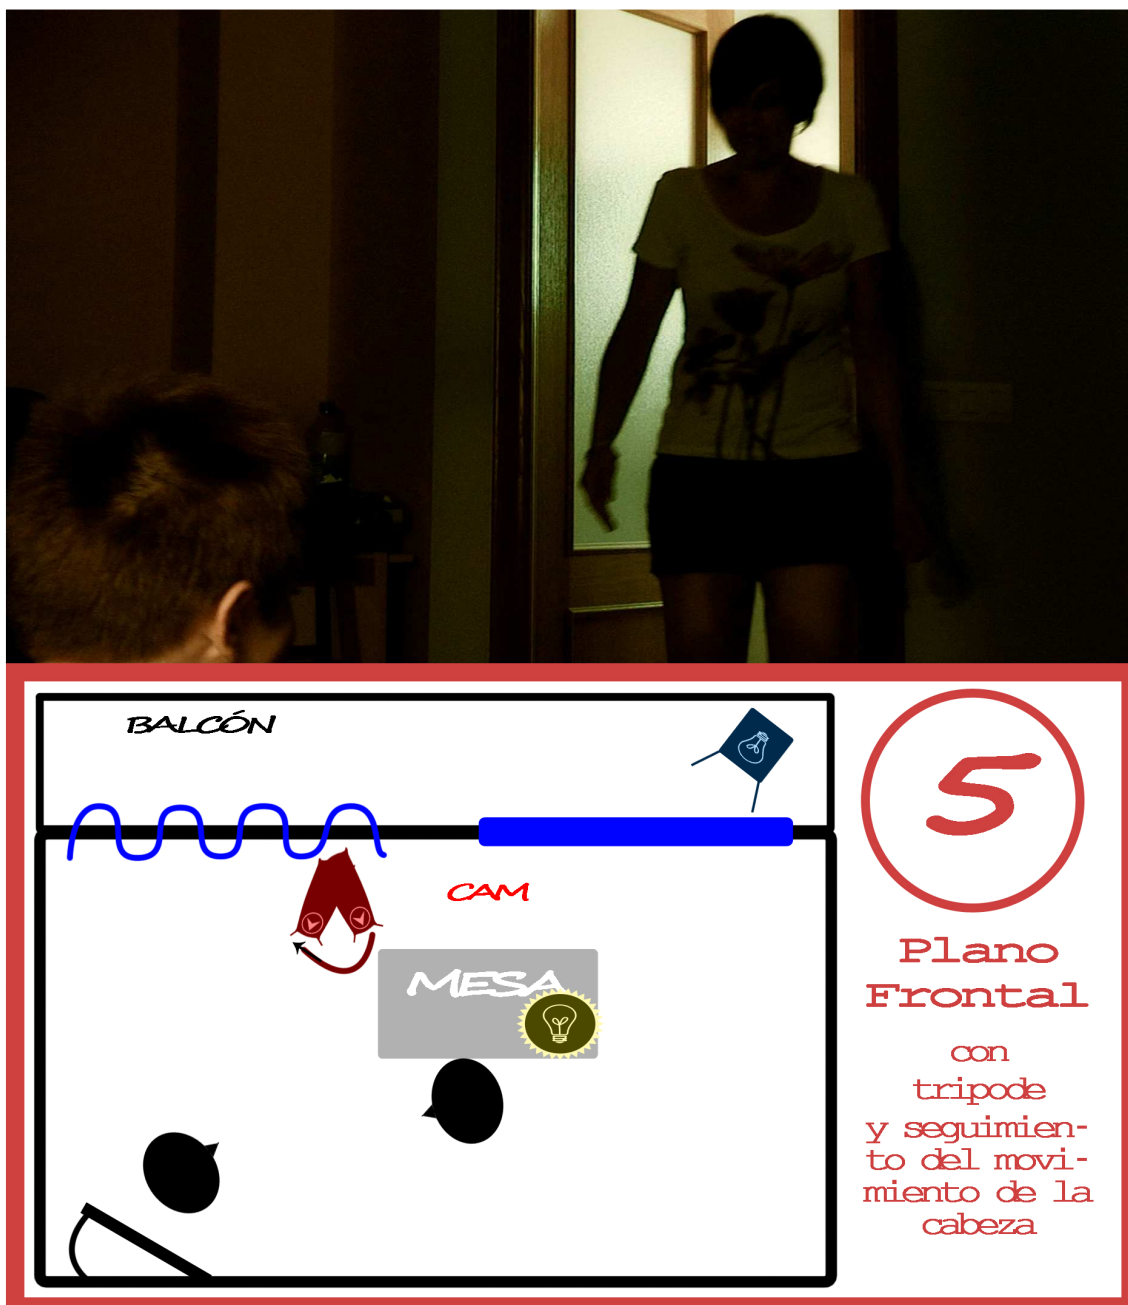 BALCÓN
CAM
MESA
5
Plano
Frontal
con
tripode
y seguimien-
to del movi-
miento de la
cabeza